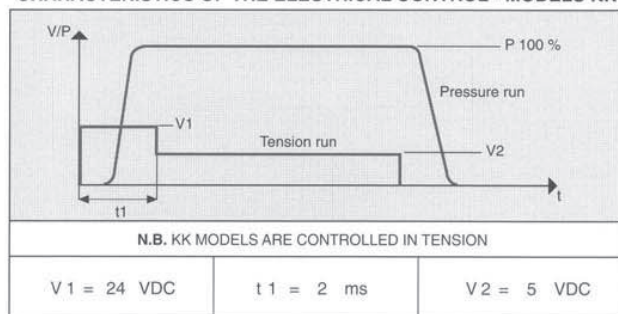 V/P
P 100 %
Pressure run
V1
Tension run
V2
t
t1
N.B. KK MODELS ARE CONTROLLED IN TENSION
V 1 = 24 VDC
t 1 = 2 ms
V 2 = 5 VDC